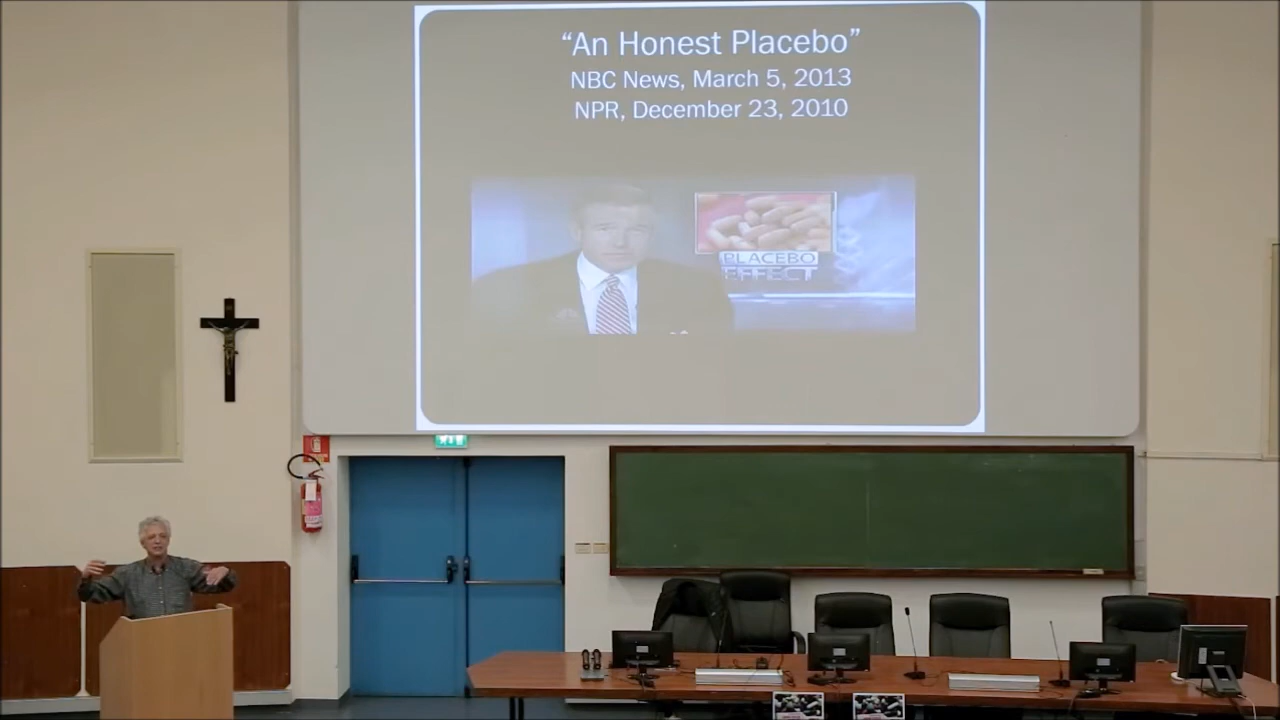 “An Honest Placebo”
NBC News, March 5, 2013
NPR, December 23, 2010
PLACEBO
EFFECT